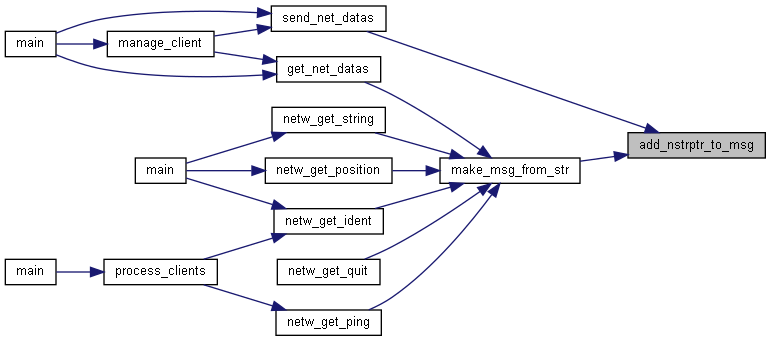 send_net_datas
main
manage_client
get_net_datas
netw_get_string
add_nstrptr_to_msg
main
netw_get_position
make_msg_from_str
netw_get_ident
main
process_clients
netw_get_quit
netw_get_ping